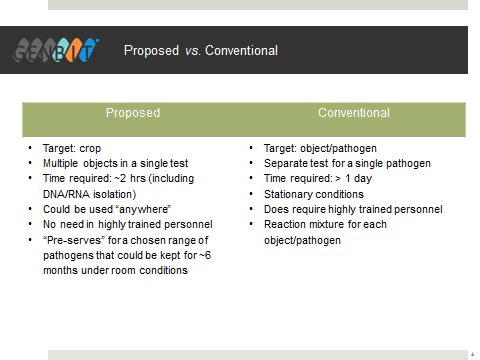 GENBIT
Proposed vs. Conventional
Proposed
Conventional
• Target: crop
• Multiple objects in a single test
• Time required: ~2 hrs (including
DNA/RNA isolation)
• Could be used “anywhere”
• No need in highly trained personnel
• “Pre-serves” for a chosen range of
pathogens that could be kept for ~6
months under room conditions
• Target: object/pathogen
• Separate test for a single pathogen
• Time required: > 1 day
• Stationary conditions
• Does require highly trained personnel
• Reaction mixture for each
object/pathogen
4